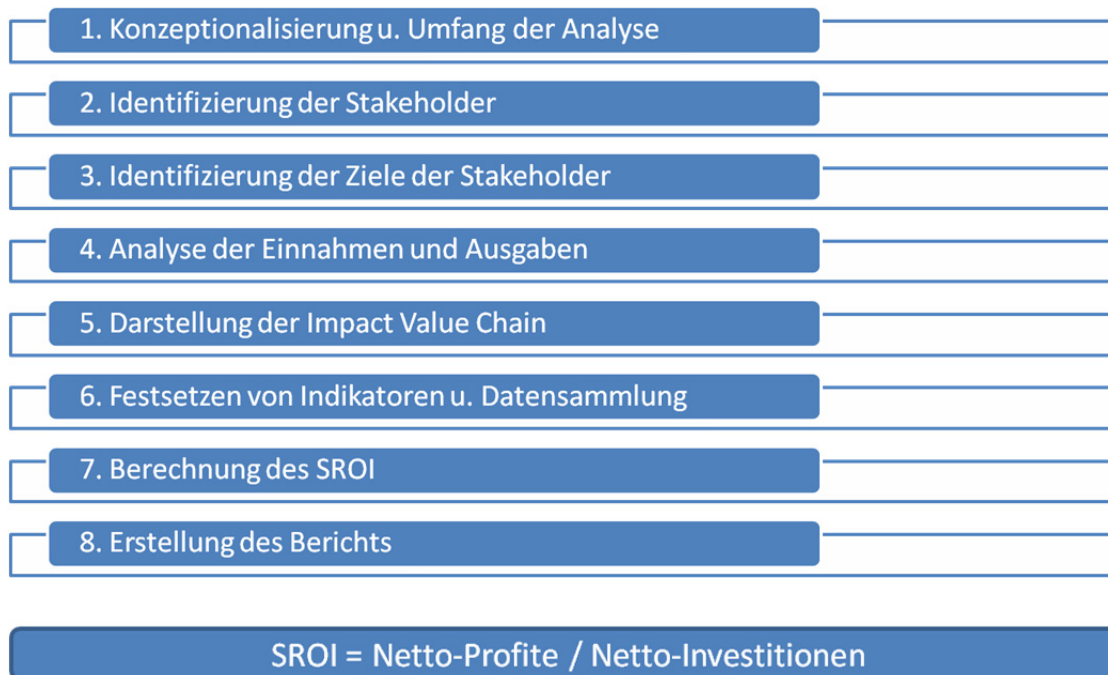 1. Konzeptionalisierung u. Umfang der Analyse
2. Identifizierung der Stakeholder
3. Identifizierung der Ziele der Stakeholder
4. Analyse der Einnahmen und Ausgaben
5. Darstellung der Impact Value Chain
6. Festsetzen von Indikatoren u. Datensammlung
7. Berechnung des SROI
8. Erstellung des Berichts
SROI = Netto-Profite / Netto-Investitionen